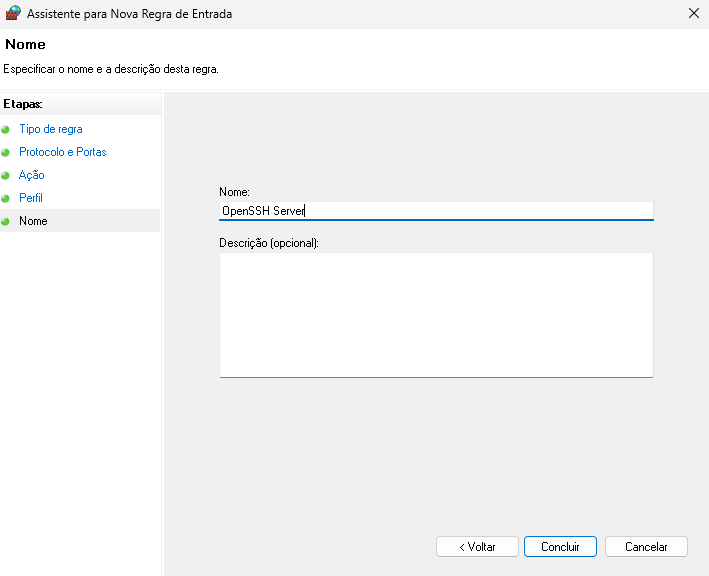 Assistente para Nova Regra de Entrada
Nome
Especificar o nome e a descrição desta regra.
Etapas:
Tipo de regra
Protocolo e Portas
Ação
Perfil
Nome
Nome:
OpenSSH Server
Descrição (opcional):
< Voltar
Concluir
Cancelar